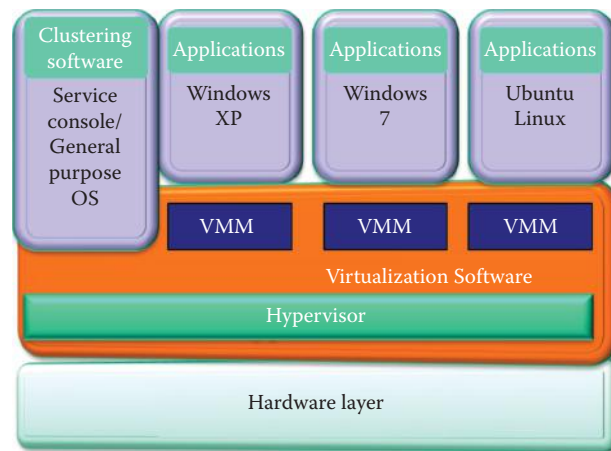 Clustering
software
Service
console/
General
purpose
OS
Applications
Windows
XP
Applications
Windows
7
Applications
Ubuntu
Linux
VMM
VMM
VMM
Virtualization Software
Hypervisor
Hardware layer